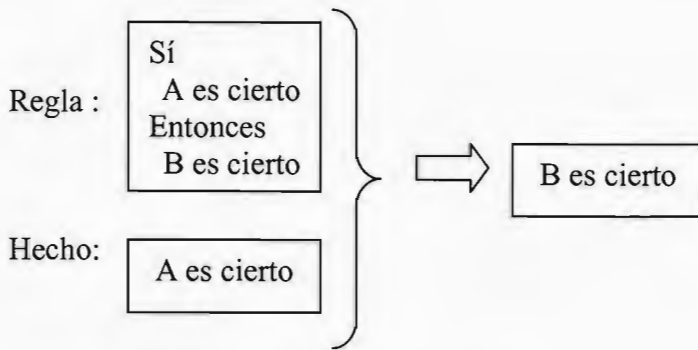 Regla :
Sí
A es cierto
Entonces
B es cierto
Hecho:
A es cierto
B es cierto